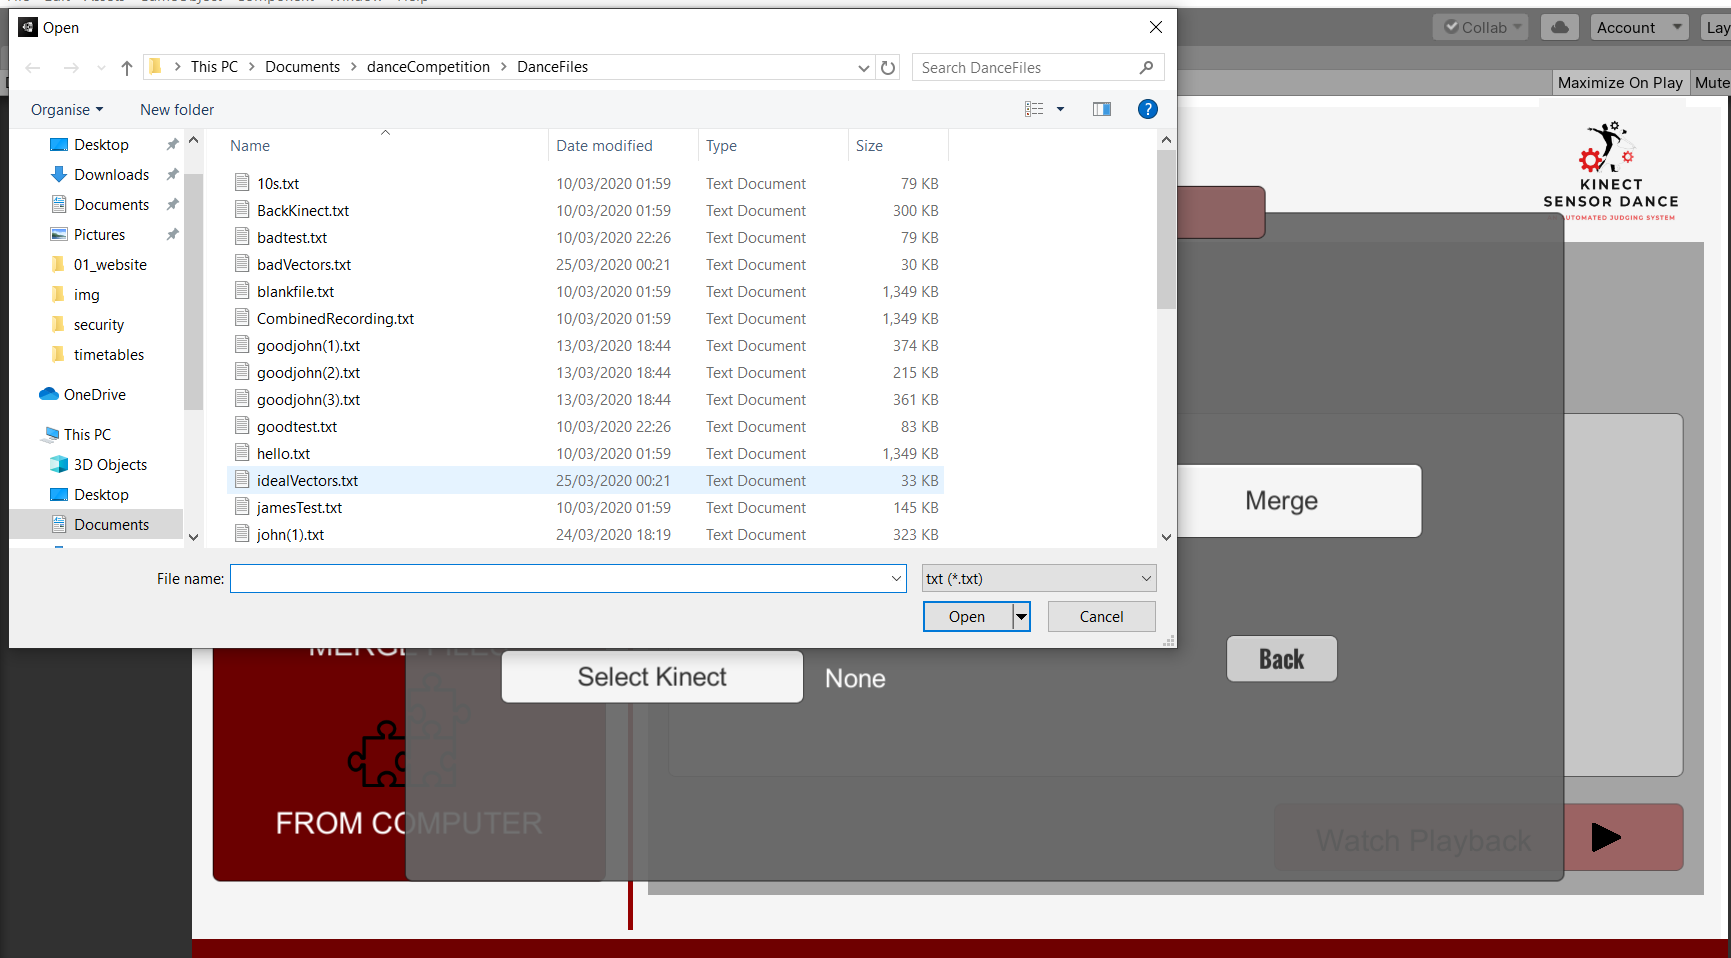 Open
Collab
Account
Lay
This PC
Documents
danceCompetition
DanceFiles
Search DanceFiles
Maximize On Play
Mute
Organise
New folder
?
Name
Date modified
Type
Size
Desktop
Downloads
Documents
Pictures
01_website
img
security
timetables
OneDrive
This PC
3D Objects
Desktop
Documents
10s.txt 10/03/2020 01:59 Text Document 79 KB
BackKinect.txt 10/03/2020 01:59 Text Document 300 KB
badtest.txt 10/03/2020 22:26 Text Document 79 KB
badVectors.txt 25/03/2020 00:21 Text Document 30 KB
blankfile.txt 10/03/2020 01:59 Text Document 1,349 KB
CombinedRecording.txt 10/03/2020 01:59 Text Document 1,349 KB
goodjohn(1).txt 13/03/2020 18:44 Text Document 374 KB
goodjohn(2).txt 13/03/2020 18:44 Text Document 215 KB
goodjohn(3).txt 13/03/2020 18:44 Text Document 361 KB
goodtest.txt 10/03/2020 22:26 Text Document 83 KB
hello.txt 10/03/2020 01:59 Text Document 1,349 KB
idealVectors.txt 25/03/2020 00:21 Text Document 33 KB
jamesTest.txt 10/03/2020 01:59 Text Document 145 KB
john(1).txt 24/03/2020 18:19 Text Document 323 KB
File name:
txt (*.txt)
Open
Cancel
KINECT
SENSOR DANCE
AUTOMATED JUDGING SYSTEM
Merge
Back
MERGE FILES
Select Kinect
None
FROM COMPUTER
Watch Playback